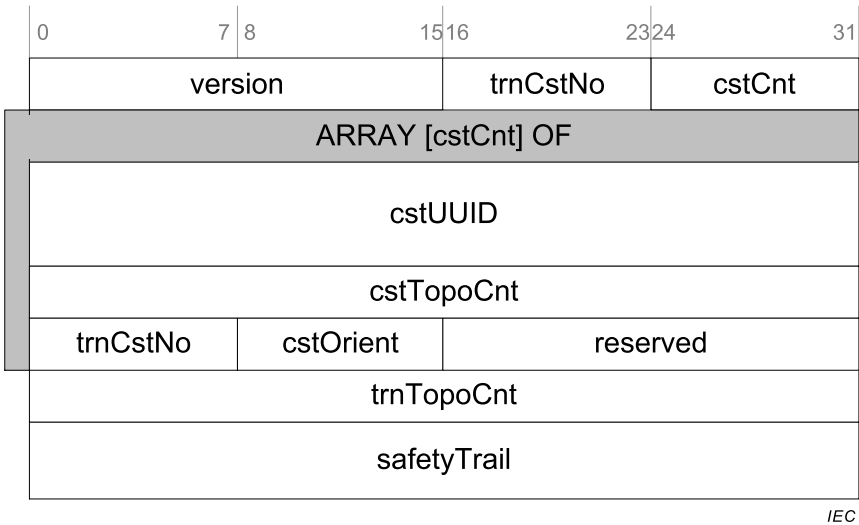 0 7 8 15 16 23 24 31
version trnCstNo cstCnt
ARRAY [cstCnt] OF
cstUUID
cstTopoCnt
trnCstNo cstOrient reserved
trnTopoCnt
safetyTrail
IEC